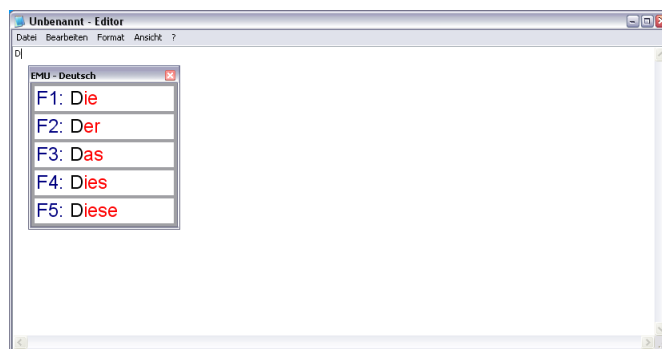 Unbenannt - Editor
Datei Bearbeiten Format Ansicht ?
D
EMU - Deutsch
F1: Die
F2: Der
F3: Das
F4: Dies
F5: Diese